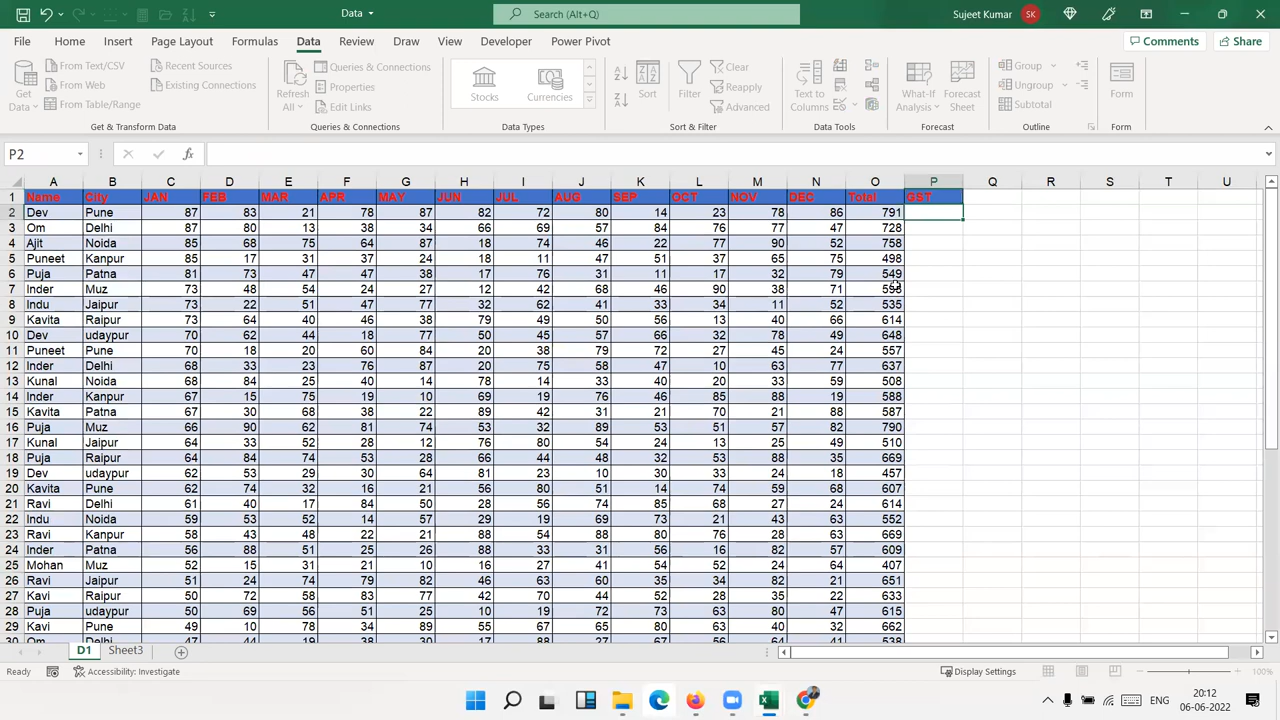 Data
Search (Alt+Q)
Sujeet Kumar SK
File Home Insert Page Layout Formulas Data Review View Draw Developer Power Pivot Comments Share
Get Data
From Text/CSV
From Web
From Table/Range
Recent Sources
Existing Connections
Get & Transform Data
Refresh All
Queries & Connections
Properties
Edit Links
Queries & Connections
Stocks Currencies
Data Types
Sort Filter
Clear
Reapply
Advanced
Sort & Filter
Text to Columns
Data Tools
What-If Analysis
Forecast Sheet
Forecast
Group
Ungroup
Subtotal
Outline
Form
Form
P2 fx
A B C D E F G H I J K L M N O P Q R S T U
1 Name City JAN FEB MAR APR MAY JUN JUL AUG SEP OCT NOV DEC Total GST
2 Dev Pune 87 83 21 78 87 82 72 80 14 23 78 86 791
3 Om Delhi 87 80 13 38 34 66 69 57 84 76 77 47 728
4 Ajit Noida 85 68 75 64 87 18 74 46 22 77 90 52 758
5 Puneet Kanpur 85 17 31 37 24 18 11 47 23 65 75 498
6 Puja Patna 81 73 47 47 38 17 76 31 11 17 32 79 549
7 Inder Muz 73 48 54 24 27 12 42 68 46 90 38 71
8 Indu Jaipur 73 22 51 47 77 32 62 41 33 34 11 52 535
9 Kavita Raipur 73 64 40 46 38 79 49 50 56 13 40 66 614
10 Dev udaypur 70 62 44 18 77 48 49 57 66 32 78 49 648
11 Puneet Pune 70 18 20 60 84 20 38 79 72 27 45 24 557
12 Inder Delhi 68 33 23 76 87 20 75 58 47 10 63 77 637
13 Kunal Noida 68 84 25 40 14 78 14 33 40 20 33 59 508
14 Inder Kanpur 67 15 75 19 10 69 19 76 46 85 88 19 588
15 Kavita Patna 67 30 68 38 22 89 42 31 21 70 21 88 587
16 Puja Muz 66 90 62 81 74 53 32 89 53 51 57 82 790
17 Kunal Jaipur 64 33 52 28 12 76 80 54 24 13 25 49 510
18 Puja Raipur 64 84 74 53 28 66 44 48 32 53 88 35 669
19 Dev udaypur 62 53 29 30 64 81 23 10 30 33 24 18 457
20 Kavita Pune 62 74 32 16 21 56 80 51 14 74 59 68 607
21 Ravi Delhi 61 40 17 84 50 28 56 74 85 68 27 24 614
22 Indu Noida 59 53 52 14 57 29 19 69 73 21 43 63 552
23 Ravi Kanpur 58 43 48 22 21 88 54 88 80 76 28 63 669
24 Inder Patna 56 88 51 25 26 88 33 31 56 16 82 57 609
25 Mohan Muz 52 15 31 21 10 16 27 41 54 52 24 64 407
26 Ravi Jaipur 51 24 74 79 82 46 63 60 35 34 82 21 651
27 Kavi Raipur 50 72 58 83 77 42 70 44 52 28 35 22 633
28 Puja udaypur 50 69 56 51 25 10 19 72 73 63 80 47 615
29 Kavi Pune 49 10 78 34 89 55 67 65 80 63 40 32 662
30 Om Delhi 47 44 19 38 30 17 88 27 67 56 64 41 538
D1 Sheet3
Ready Accessibility: Investigate Display Settings 100%
ENG 20:12
06-06-2022